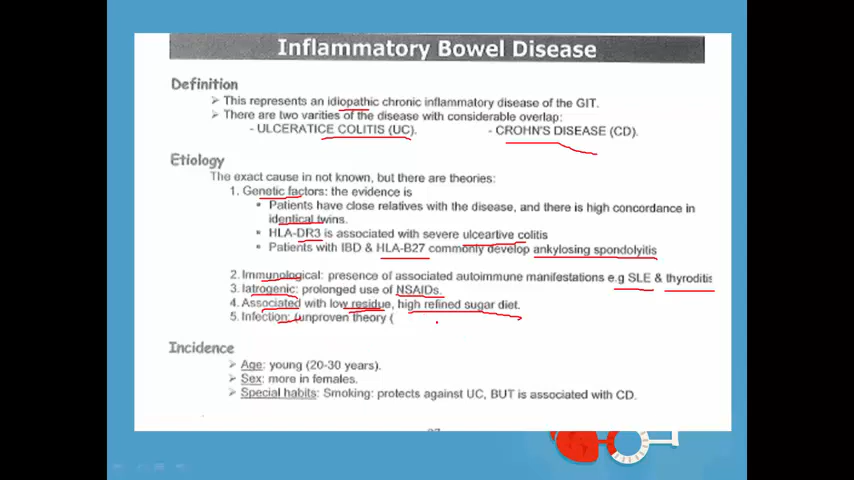 Inflammatory Bowel Disease
Definition
➢ This represents an idiopathic chronic inflammatory disease of the GIT.
➢ There are two varities of the disease with considerable overlap:
- ULCERATICE COLITIS (UC). - CROHN'S DISEASE (CD).
Etiology
The exact cause in not known, but there are theories:
1. Genetic factors: the evidence is
▪ Patients have close relatives with the disease, and there is high concordance in
identical twins.
▪ HLA-DR3 is associated with severe ulceartive colitis
▪ Patients with IBD & HLA-B27 commonly develop ankylosing spondolyitis
2. Immunological: presence of associated autoimmune manifestations e.g SLE & thyroditis
3. Iatrogenic: prolonged use of NSAIDs.
4. Associated with low residue, high refined sugar diet.
5. Infection: (unproven theory (
Incidence
➢ Age: young (20-30 years).
➢ Sex: more in females.
➢ Special habits: Smoking: protects against UC, BUT is associated with CD.